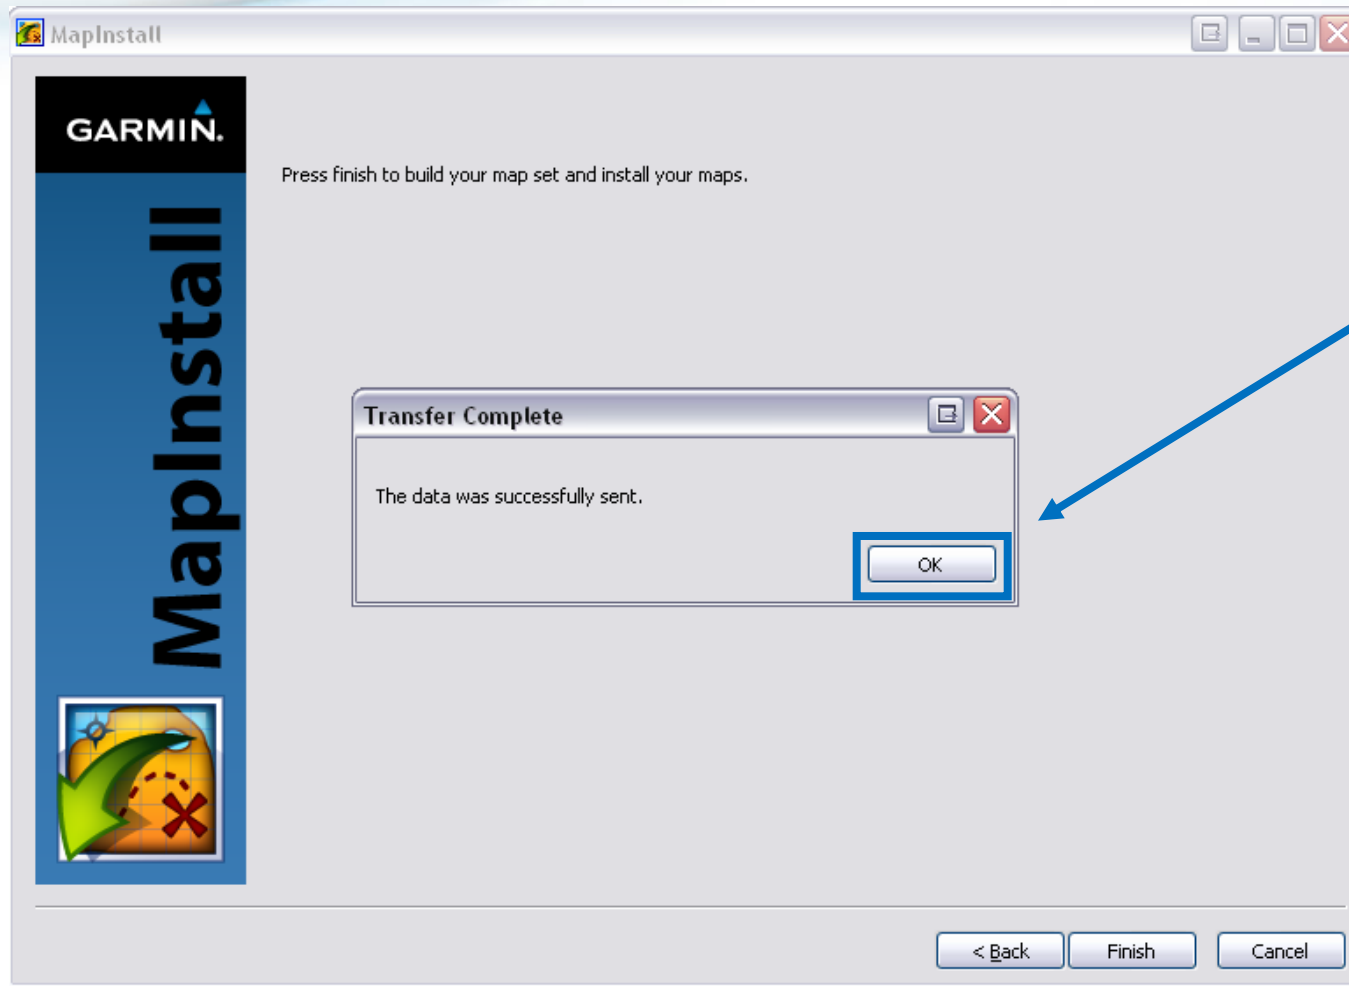 MapInstall
GARMIN.
MapInstall
Press finish to build your map set and install your maps.
Transfer Complete
The data was successfully sent.
OK
< Back
Finish
Cancel